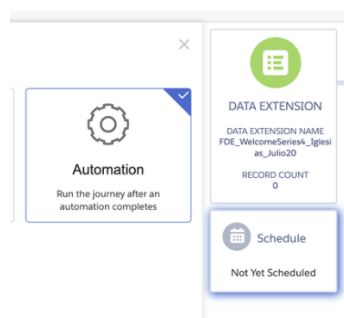 Automation
Run the journey after an
automation completes
DATA EXTENSION
DATA EXTENSION NAME
FDE_WelcomeSeries4_Iglesi
as_Julio20
RECORD COUNT
0
Schedule
Not Yet Scheduled